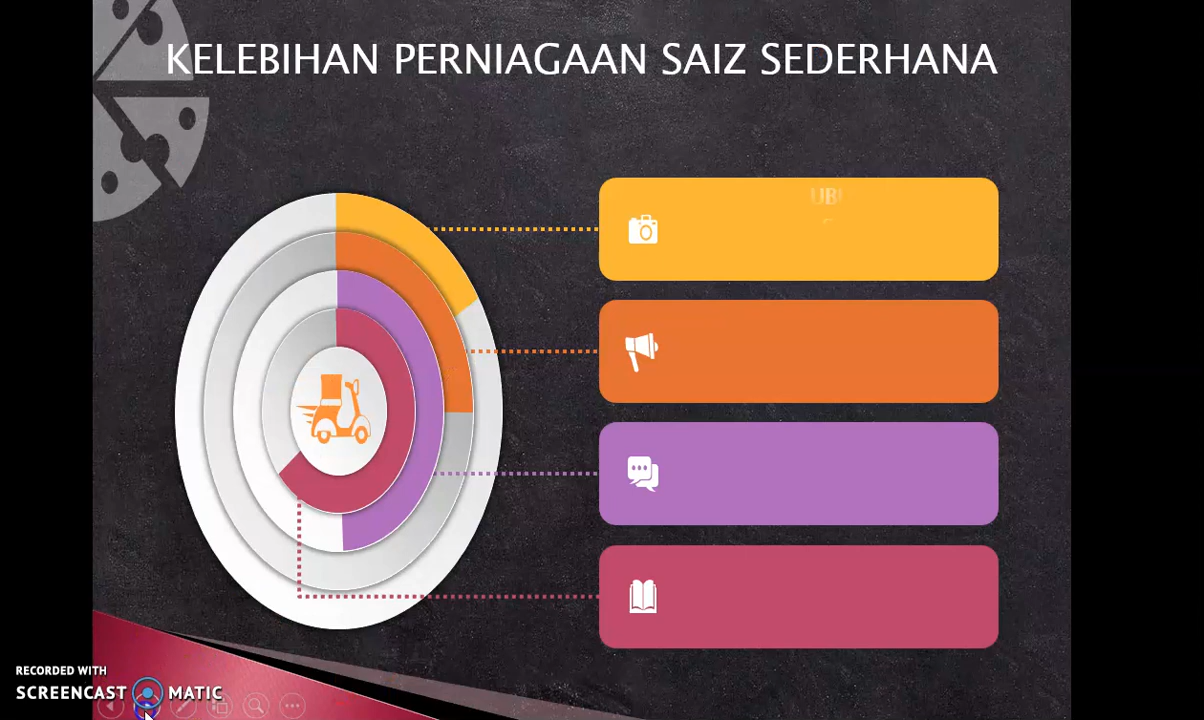 KELEBIHAN PERNIAGAAN SAIZ SEDERHANA
RECORDED WITH
SCREENCAST MATIC